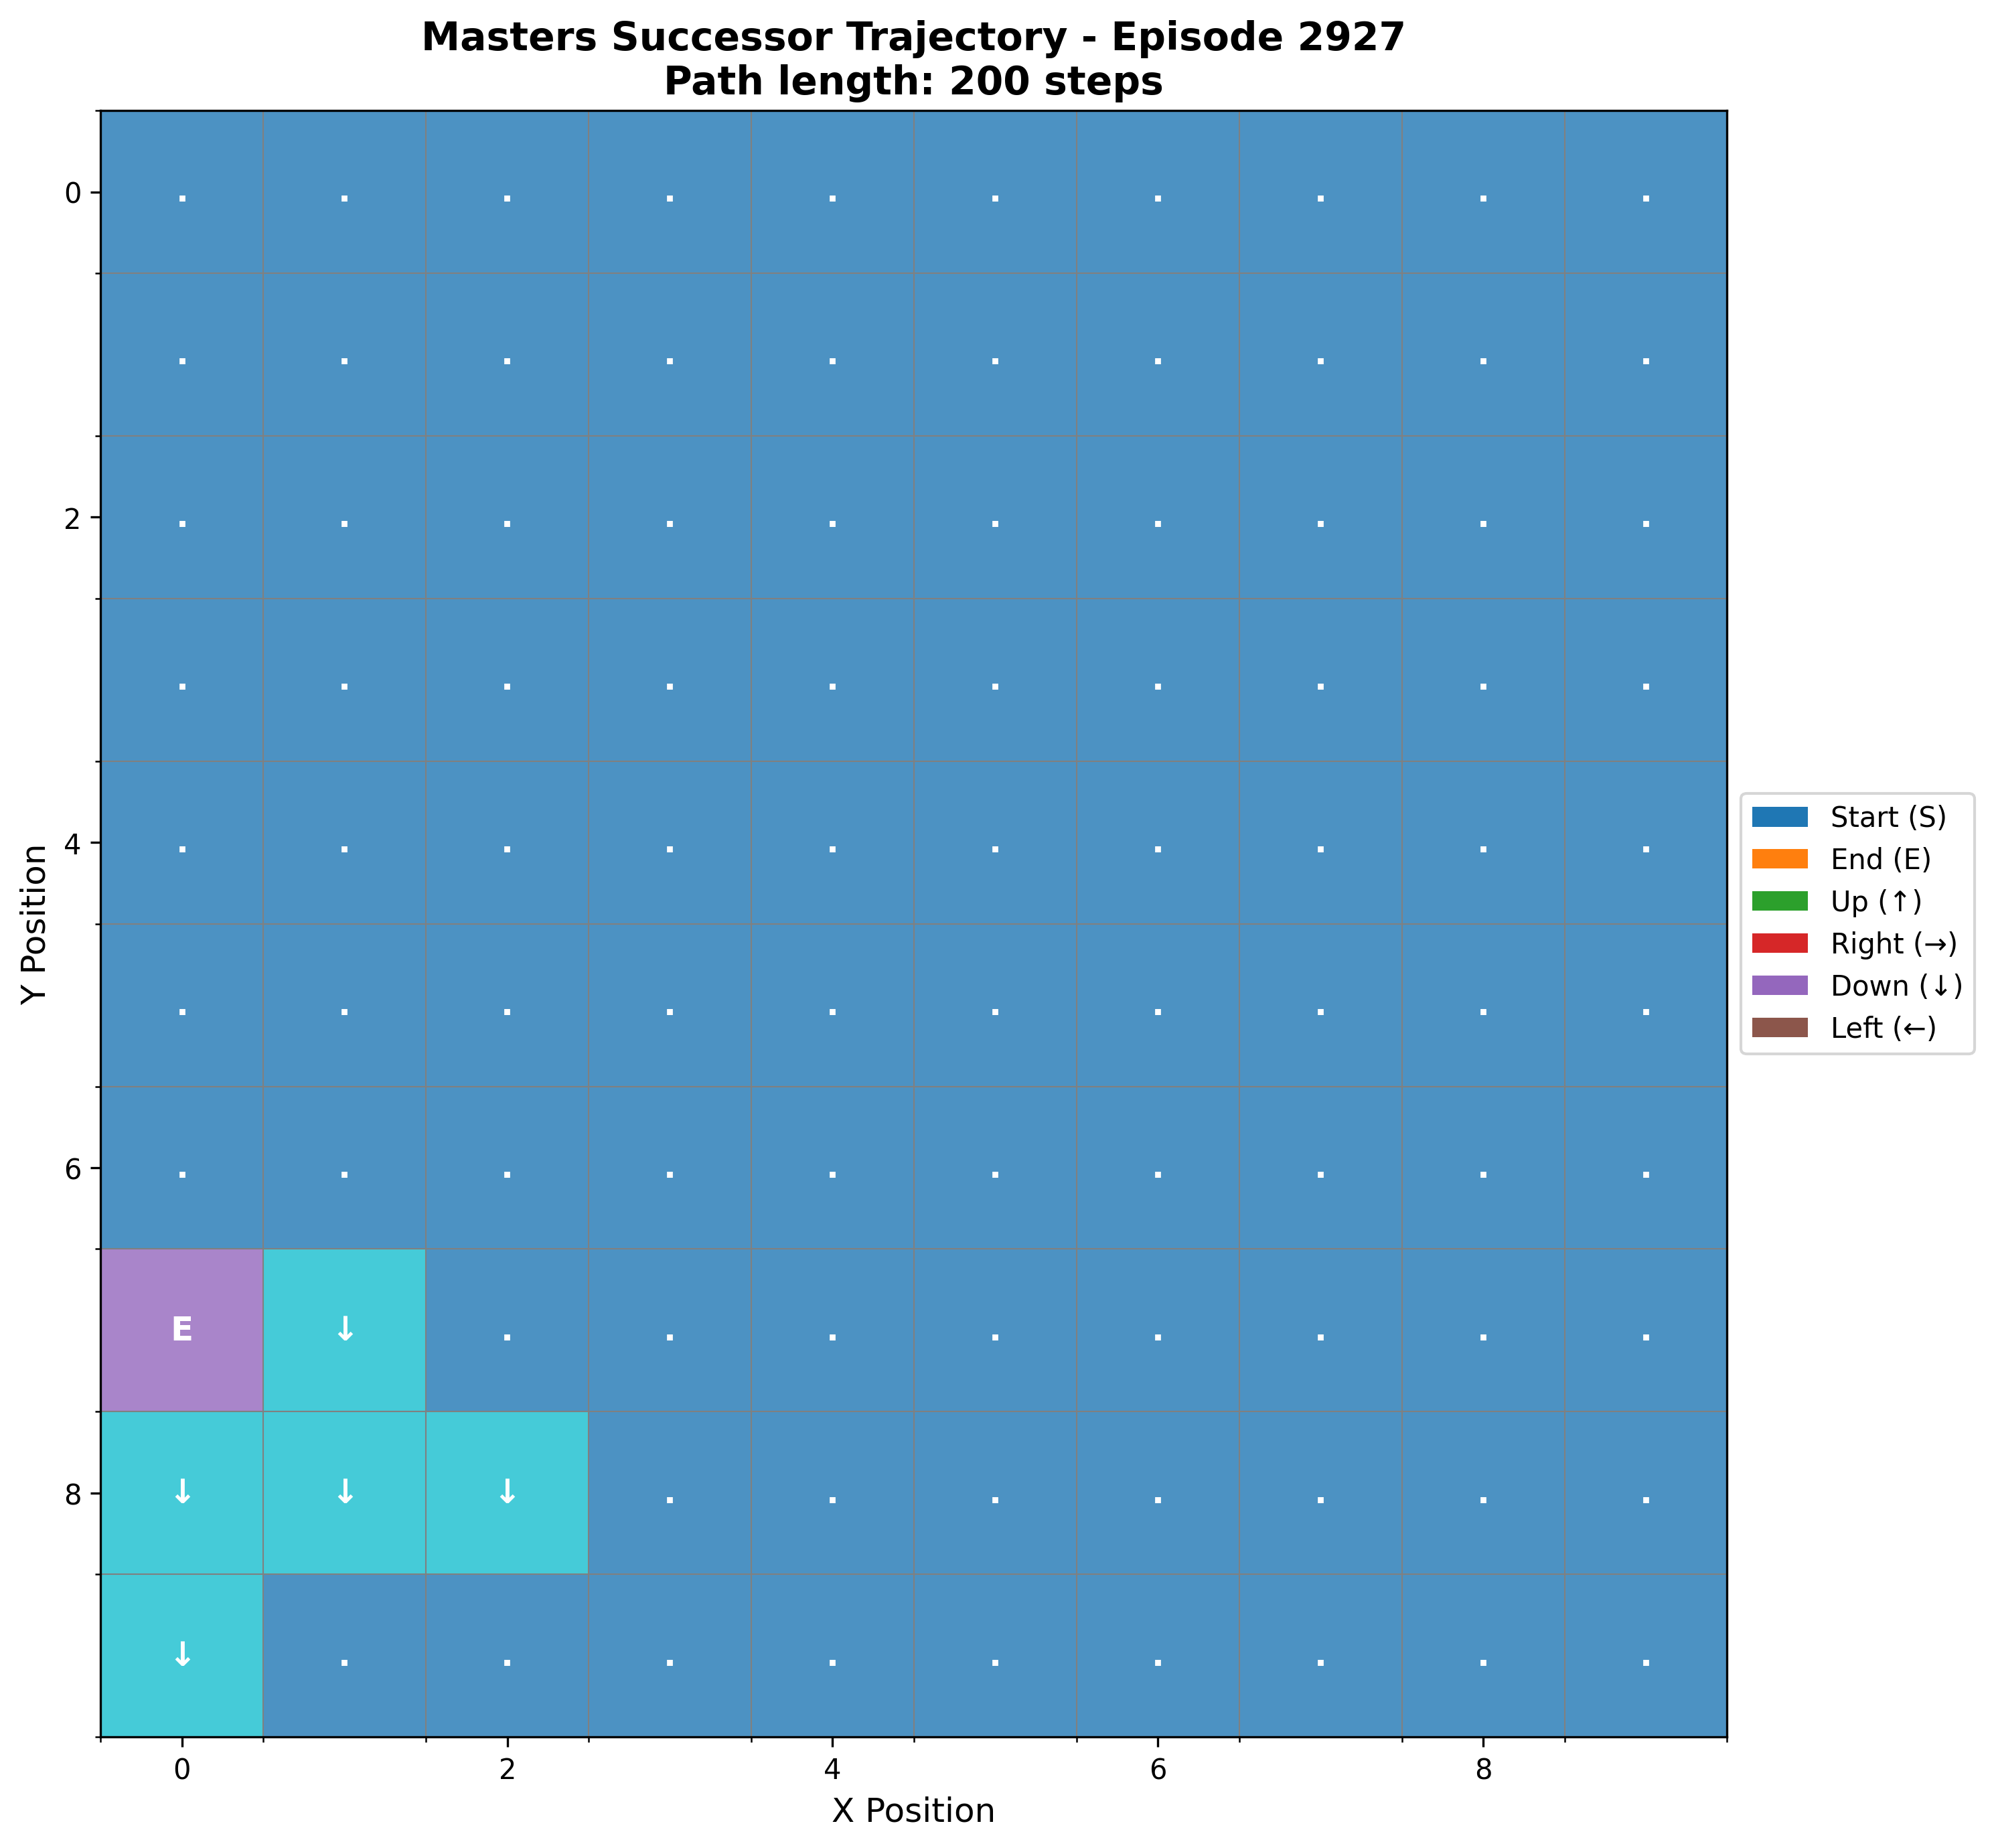 Masters Successor Trajectory - Episode 2927
Path length: 200 steps
0 . . . . . . . . . .
. . . . . . . . . .
2 . . . . . . . . . .
. . . . . . . . . .
4 . . . . . . . . . .
. . . . . . . . . .
6 . . . . . . . . . .
E ↓ . . . . . . . .
8 ↓ ↓ ↓ . . . . . . .
↓ . . . . . . . . .
0 2 4 6 8
X Position
Y Position
Start (S)
End (E)
Up (↑)
Right (→)
Down (↓)
Left (←)